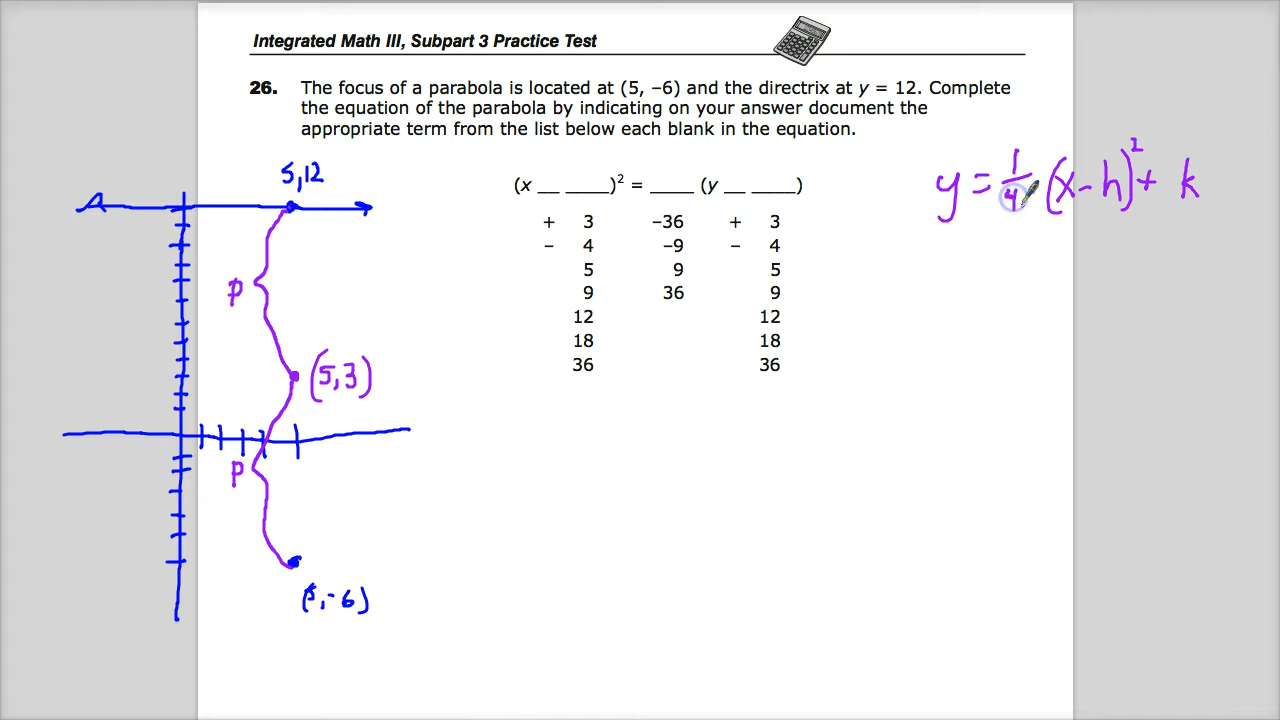 Integrated Math III, Subpart 3 Practice Test
26. The focus of a parabola is located at (5, –6) and the directrix at y = 12. Complete
the equation of the parabola by indicating on your answer document the
appropriate term from the list below each blank in the equation.
5,12
y = 1/4 (x - h)² + k
(x __ ____)² = ____ (y __ ____)
+ 3 –36 + 3
– 4 –9 – 4
5 9 5
9 36 9
12 12
18 18
36 36
p
(5,3)
p
(5,-6)